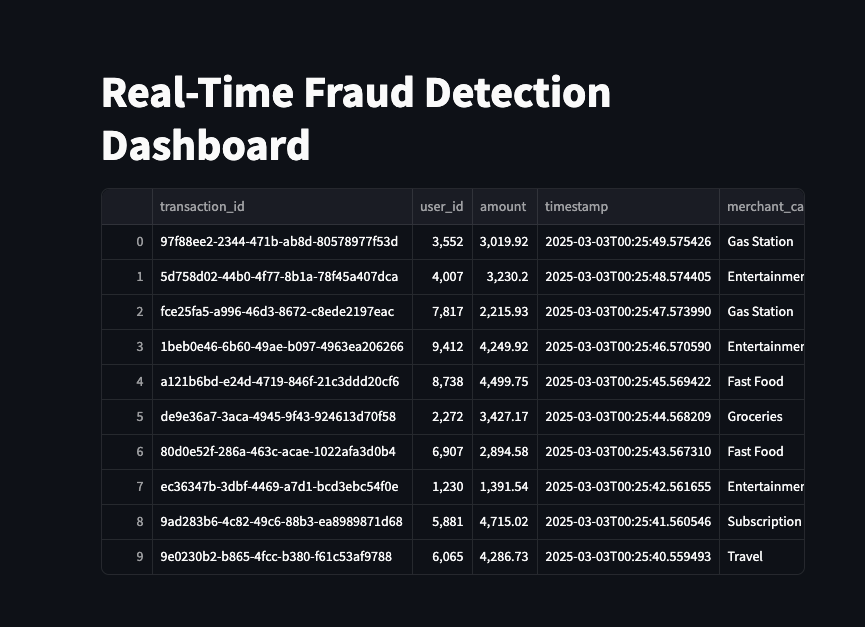 Real-Time Fraud Detection
Dashboard
transaction_id user_id amount timestamp merchant_ca
0 97f88ee2-2344-471b-ab8d-80578977f53d 3,552 3,019.92 2025-03-03T00:25:49.575426 Gas Station
1 5d758d02-44b0-4f77-8b1a-78f45a407dca 4,007 3,230.2 2025-03-03T00:25:48.574405 Entertainmer
2 fce25fa5-a996-46d3-8672-c8ede2197eac 7,817 2,215.93 2025-03-03T00:25:47.573990 Gas Station
3 1beb0e46-6b60-49ae-b097-4963ea206266 9,412 4,249.92 2025-03-03T00:25:46.570590 Entertainmer
4 a121b6bd-e24d-4719-846f-21c3ddd20cf6 8,738 4,499.75 2025-03-03T00:25:45.569422 Fast Food
5 de9e36a7-3aca-4945-9f43-924613d70f58 2,272 3,427.17 2025-03-03T00:25:44.568209 Groceries
6 80d0e52f-286a-463c-acae-1022afa3d0b4 6,907 2,894.58 2025-03-03T00:25:43.567310 Fast Food
7 ec36347b-3dbf-4469-a7d1-bcd3ebc54f0e 1,230 1,391.54 2025-03-03T00:25:42.561655 Entertainmer
8 9ad283b6-4c82-49c6-88b3-ea8989871d68 5,881 4,715.02 2025-03-03T00:25:41.560546 Subscription
9 9e0230b2-b865-4fcc-b380-f61c53af9788 6,065 4,286.73 2025-03-03T00:25:40.559493 Travel